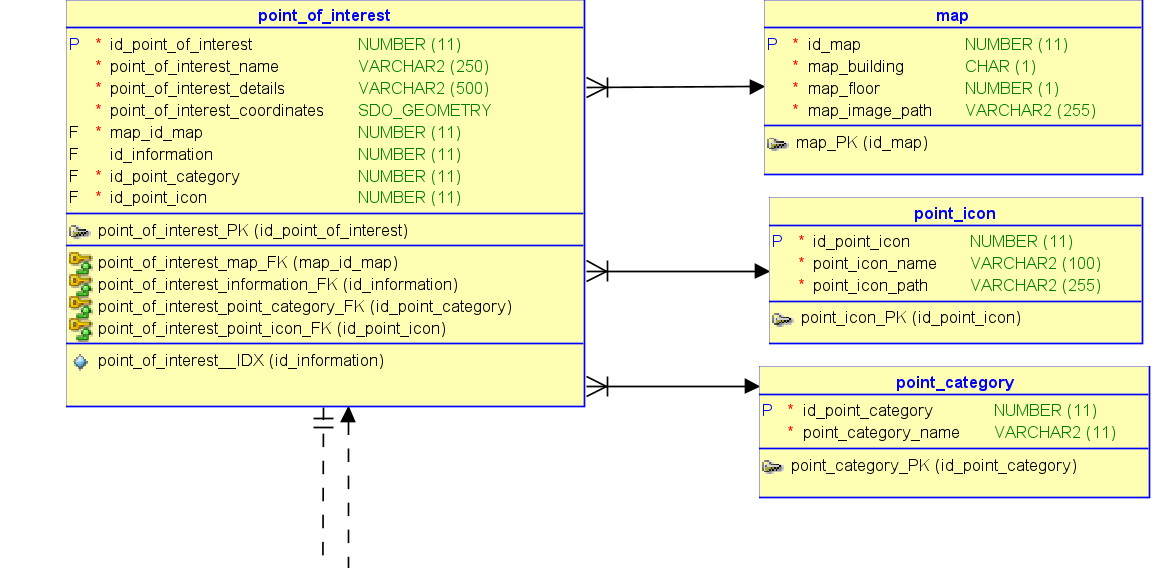 point_of_interest
P * id_point_of_interest NUMBER (11)
* point_of_interest_name VARCHAR2 (250)
* point_of_interest_details VARCHAR2 (500)
* point_of_interest_coordinates SDO_GEOMETRY
F * map_id_map NUMBER (11)
F id_information NUMBER (11)
F * id_point_category NUMBER (11)
F * id_point_icon NUMBER (11)
point_of_interest_PK (id_point_of_interest)
point_of_interest_map_FK (map_id_map)
point_of_interest_information_FK (id_information)
point_of_interest_point_category_FK (id_point_category)
point_of_interest_point_icon_FK (id_point_icon)
point_of_interest__IDX (id_information)
map
P * id_map NUMBER (11)
* map_building CHAR (1)
* map_floor NUMBER (1)
* map_image_path VARCHAR2 (255)
map_PK (id_map)
point_icon
P * id_point_icon NUMBER (11)
* point_icon_name VARCHAR2 (100)
* point_icon_path VARCHAR2 (255)
point_icon_PK (id_point_icon)
point_category
P * id_point_category NUMBER (11)
* point_category_name VARCHAR2 (11)
point_category_PK (id_point_category)